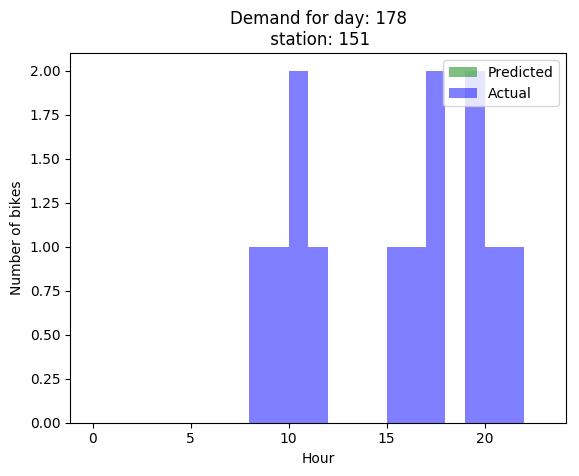 Demand for day: 178
station: 151
Predicted
Actual
Number of bikes
2.00
1.75
1.50
1.25
1.00
0.75
0.50
0.25
0.00
0 5 10 15 20
Hour